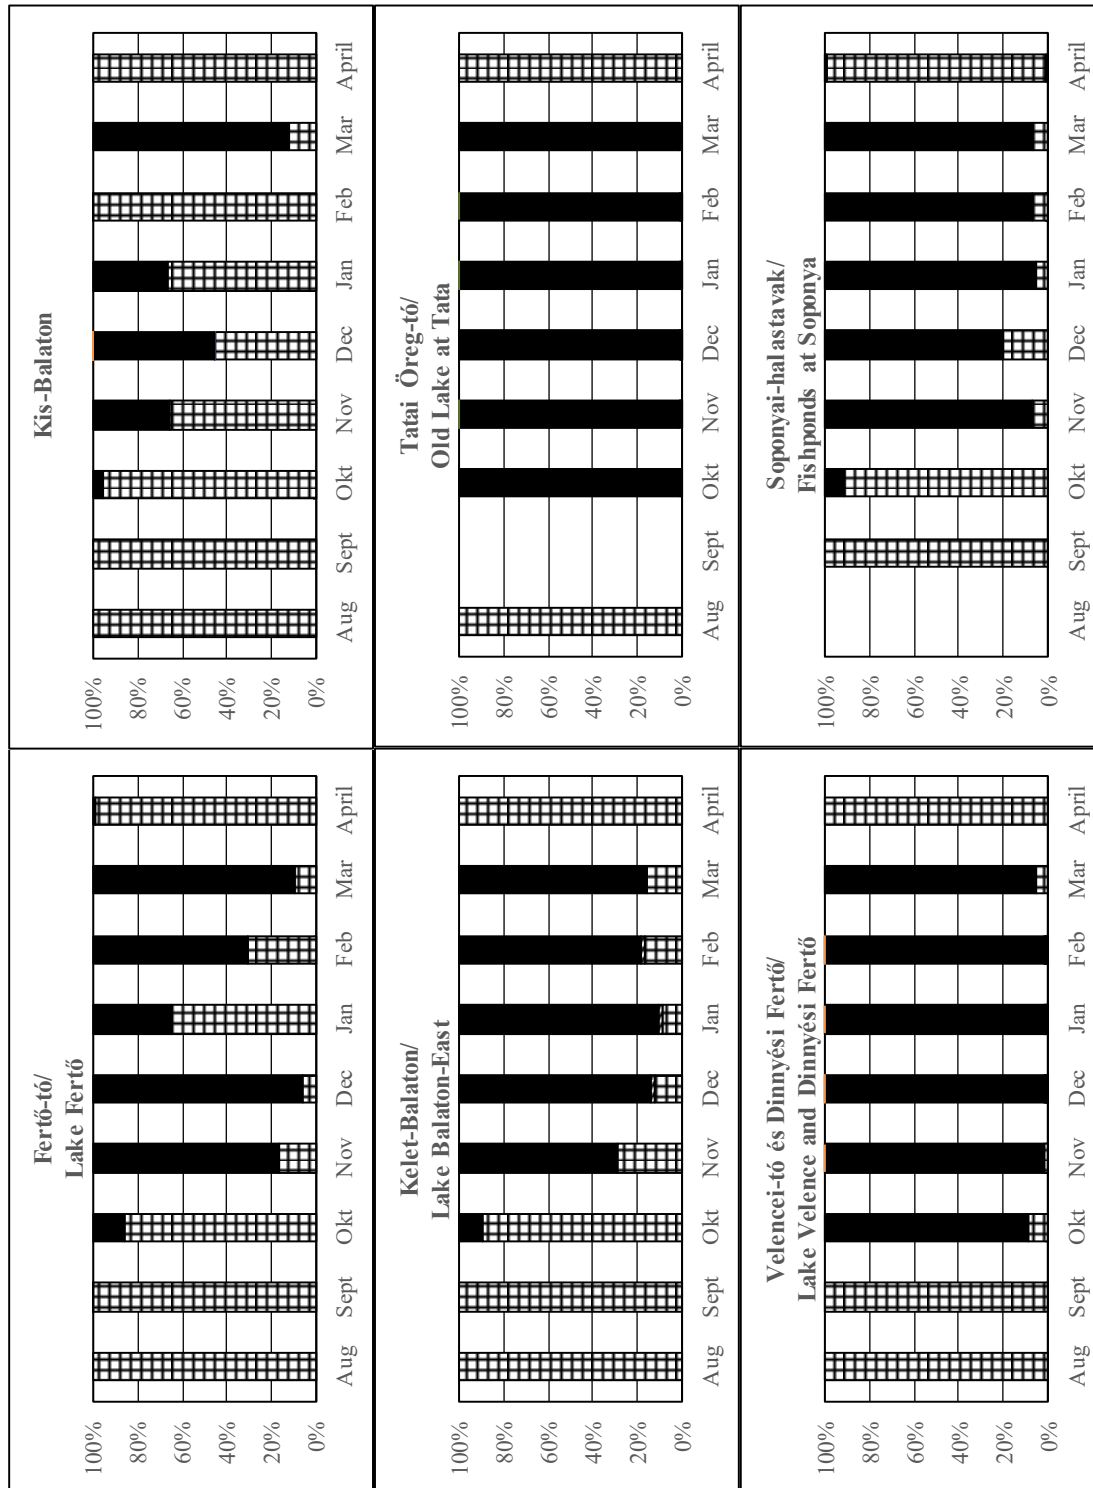 Fertő-tó/
Lake Fertő
100%
80%
60%
40%
20%
0%
Aug Sept Okt Nov Dec Jan Feb Mar April
Kis-Balaton
100%
80%
60%
40%
20%
0%
Aug Sept Okt Nov Dec Jan Feb Mar April
Kelet-Balaton/
Lake Balaton-East
100%
80%
60%
40%
20%
0%
Aug Sept Okt Nov Dec Jan Feb Mar April
Tatai Öreg-tó/
Old Lake at Tata
100%
80%
60%
40%
20%
0%
Aug Sept Okt Nov Dec Jan Feb Mar April
Velencei-tó és Dinnyési Fertő/
Lake Velence and Dinnyési Fertő
100%
80%
60%
40%
20%
0%
Aug Sept Okt Nov Dec Jan Feb Mar April
Soponyai-halastavak/
Fishponds at Soponya
100%
80%
60%
40%
20%
0%
Aug Sept Okt Nov Dec Jan Feb Mar April